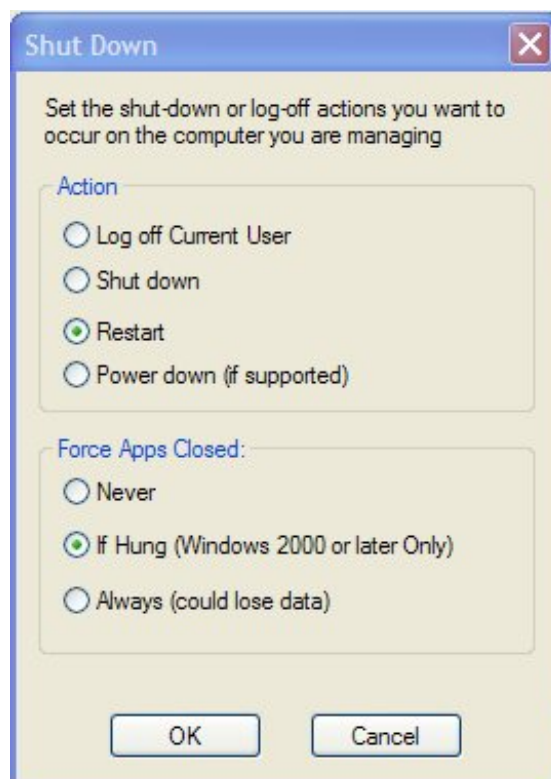 Shut Down
Set the shut-down or log-off actions you want to
occur on the computer you are managing
Action
Log off Current User
Shut down
Restart
Power down (if supported)
Force Apps Closed:
Never
If Hung (Windows 2000 or later Only)
Always (could lose data)
OK Cancel